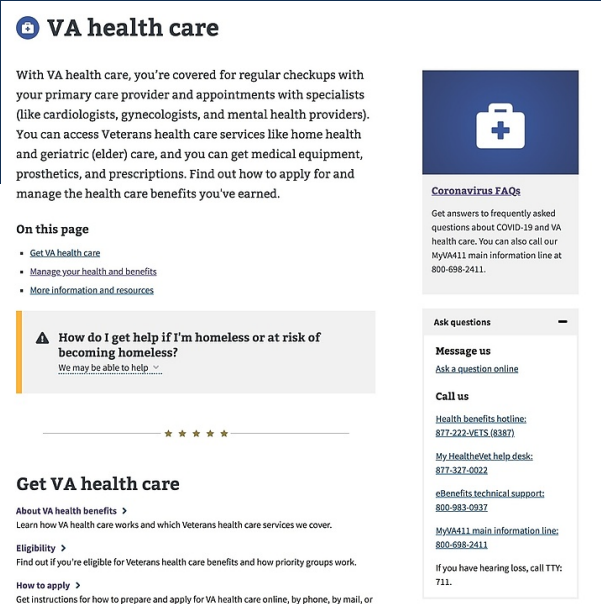 VA health care
With VA health care, you're covered for regular checkups with
your primary care provider and appointments with specialists
(like cardiologists, gynecologists, and mental health providers).
You can access Veterans health care services like home health
and geriatric (elder) care, and you can get medical equipment,
prosthetics, and prescriptions. Find out how to apply for and
manage the health care benefits you've earned.
On this page
Get VA health care
Manage your health and benefits
More information and resources
How do I get help if I'm homeless or at risk of
becoming homeless?
We may be able to help
Get VA health care
About VA health benefits
Learn how VA health care works and which Veterans health care services we cover.
Eligibility
Find out if you're eligible for Veterans health care benefits and how priority groups work.
How to apply
Get instructions for how to prepare and apply for VA health care online, by phone, by mail, or
Coronavirus FAQs
Get answers to frequently asked
questions about COVID-19 and VA
health care. You can also call our
MyVA411 main information line at
800-698-2411.
Ask questions
Message us
Ask a question online
Call us
Health benefits hotline:
877-222-VETS (8387)
My HealtheVet help desk:
877-327-0022
eBenefits technical support:
800-983-0937
MyVA411 main information line:
800-698-2411
If you have hearing loss, call TTY:
711.